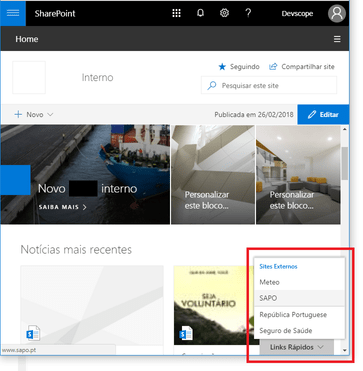 SharePoint
?
Devscope
Home
Interno
Seguindo
Compartilhar site
Pesquisar este site
Novo
Publicada em 26/02/2018
Editar
Novo interno
SAIBA MAIS
Personalizar
este bloco...
Personalizar
este bloco...
Notícias mais recentes
SEJA
VOLUNTÁRIO
Sites Externos
Meteo
SAPO
República Portuguese
Seguro de Saúde
Links Rápidos
www.sapo.pt